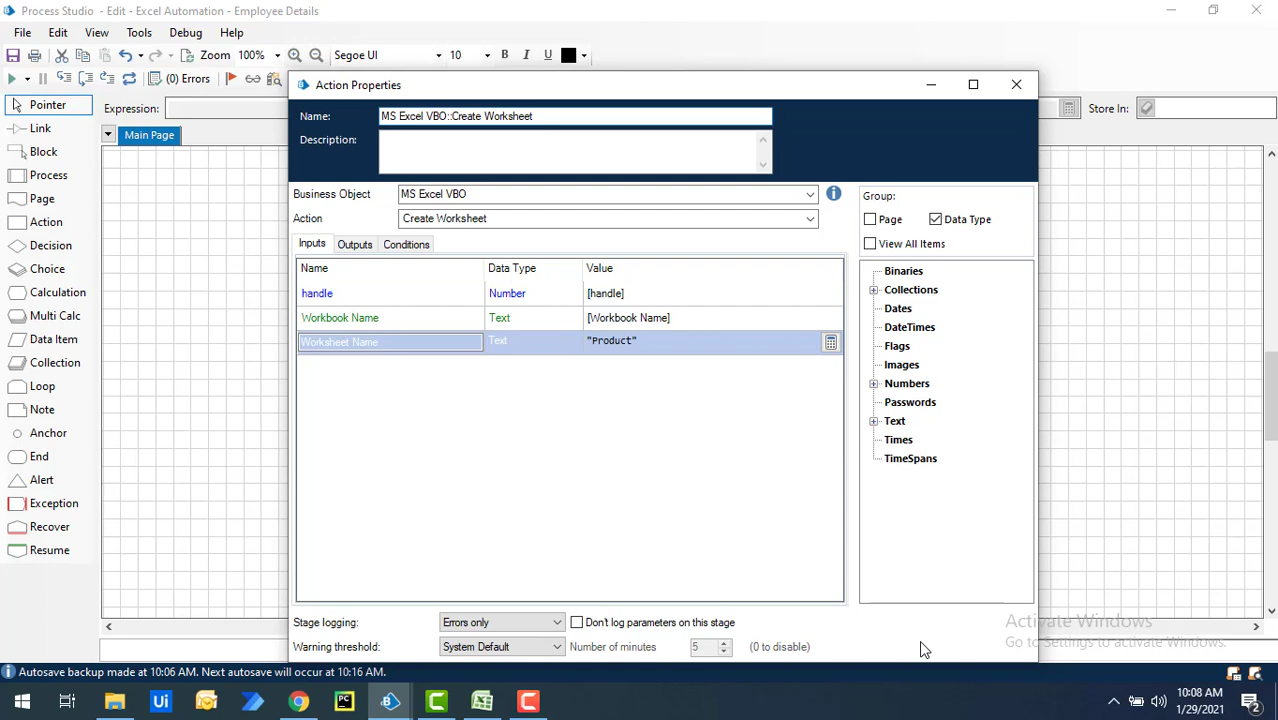 Process Studio - Edit - Excel Automation - Employee Details
File Edit View Tools Debug Help
Zoom 100% Segoe UI 10 B I U
(0) Errors
Expression: Store In:
Pointer
Link
Block
Process
Page
Action
Decision
Choice
Calculation
Multi Calc
Data Item
Collection
Loop
Note
Anchor
End
Alert
Exception
Recover
Resume
Main Page
Action Properties
Name: MS Excel VBO::Create Worksheet
Description:
Business Object MS Excel VBO
Action Create Worksheet
Inputs Outputs Conditions
Name Data Type Value
handle Number [handle]
Workbook Name Text [Workbook Name]
Worksheet Name Text "Product"
Group:
Page Data Type
View All Items
Binaries
Collections
Dates
DateTimes
Flags
Images
Numbers
Passwords
Text
Times
TimeSpans
Stage logging: Errors only Don't log parameters on this stage
Warning threshold: System Default Number of minutes 5 (0 to disable)
Activate Windows
Go to Settings to activate Windows.
Autosave backup made at 10:06 AM. Next autosave will occur at 10:16 AM.
10:08 AM
1/29/2021
2